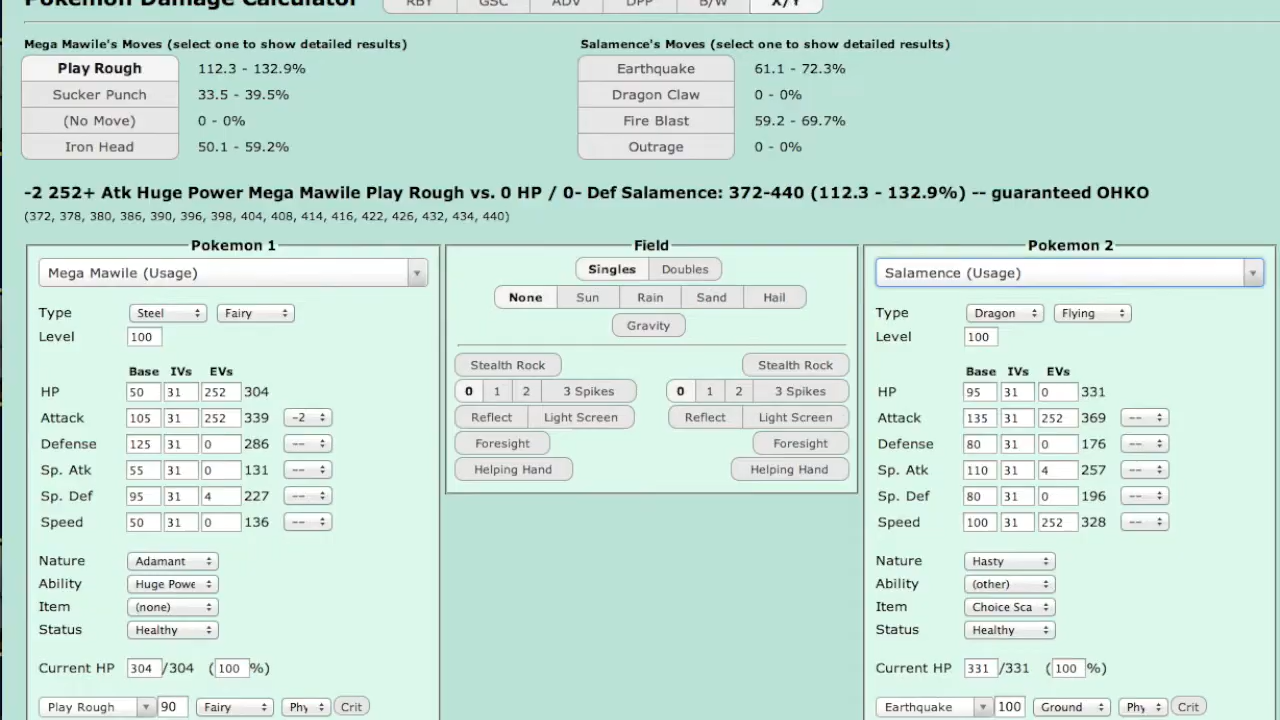 Pokemon Damage Calculator RBY GSC ADV DPP B/W X/Y
Mega Mawile's Moves (select one to show detailed results)
Play Rough 112.3 - 132.9%
Sucker Punch 33.5 - 39.5%
(No Move) 0 - 0%
Iron Head 50.1 - 59.2%
Salamence's Moves (select one to show detailed results)
Earthquake 61.1 - 72.3%
Dragon Claw 0 - 0%
Fire Blast 59.2 - 69.7%
Outrage 0 - 0%
-2 252+ Atk Huge Power Mega Mawile Play Rough vs. 0 HP / 0- Def Salamence: 372-440 (112.3 - 132.9%) -- guaranteed OHKO
(372, 378, 380, 386, 390, 396, 398, 404, 408, 414, 416, 422, 426, 432, 434, 440)
Pokemon 1
Mega Mawile (Usage)
Type Steel Fairy
Level 100
Base IVs EVs
HP 50 31 252 304
Attack 105 31 252 339 -2
Defense 125 31 0 286 --
Sp. Atk 55 31 0 131 --
Sp. Def 95 31 4 227 --
Speed 50 31 0 136 --
Nature Adamant
Ability Huge Powe
Item (none)
Status Healthy
Current HP 304 /304 ( 100 %)
Play Rough 90 Fairy Phy Crit
Field
Singles Doubles
None Sun Rain Sand Hail
Gravity
Stealth Rock Stealth Rock
0 1 2 3 Spikes 0 1 2 3 Spikes
Reflect Light Screen Reflect Light Screen
Foresight Foresight
Helping Hand Helping Hand
Pokemon 2
Salamence (Usage)
Type Dragon Flying
Level 100
Base IVs EVs
HP 95 31 0 331
Attack 135 31 252 369 --
Defense 80 31 0 176 --
Sp. Atk 110 31 4 257 --
Sp. Def 80 31 0 196 --
Speed 100 31 252 328 --
Nature Hasty
Ability (other)
Item Choice Sca
Status Healthy
Current HP 331 /331 ( 100 %)
Earthquake 100 Ground Phy Crit